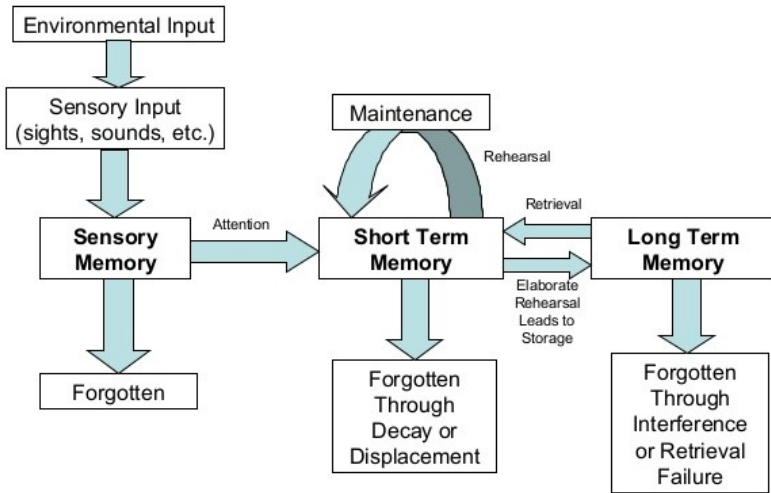 Environmental Input
Sensory Input
(sights, sounds, etc.)
Maintenance
Rehearsal
Attention
Retrieval
Sensory
Memory
Short Term
Memory
Long Term
Memory
Elaborate
Rehearsal
Leads to
Storage
Forgotten
Forgotten
Through
Decay or
Displacement
Forgotten
Through
Interference
or Retrieval
Failure